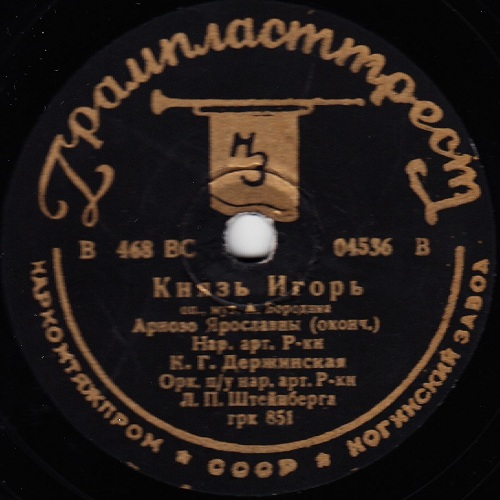 Грампласттрест
НЗ
В 468 ВС 04536 В
Князь Игорь
оп., муз. А. Бородина
Ариозо Ярославны (оконч.)
Нар. арт. Р-ки
К. Г. Держинская
Орк. п/у нар. арт. Р-ки
Л. П. Штейнберга
грк 851
НАРКОМТЯЖПРОМ ★ СССР ★ НОГИНСКИЙ ЗАВОД